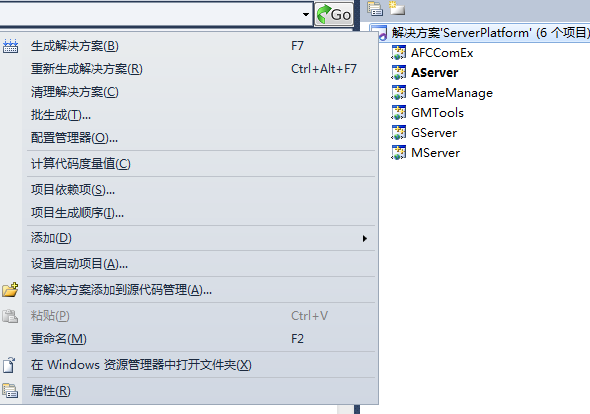 Go
生成解决方案(B) F7
重新生成解决方案(R) Ctrl+Alt+F7
清理解决方案(C)
批生成(T)...
配置管理器(O)...
计算代码度量值(C)
项目依赖项(S)...
项目生成顺序(I)...
添加(D)
设置启动项目(A)...
将解决方案添加到源代码管理(A)...
粘贴(P) Ctrl+V
重命名(M) F2
在 Windows 资源管理器中打开文件夹(X)
属性(R)
解决方案'ServerPlatform' (6 个项目)
AFCComEx
AServer
GameManage
GMTools
GServer
MServer